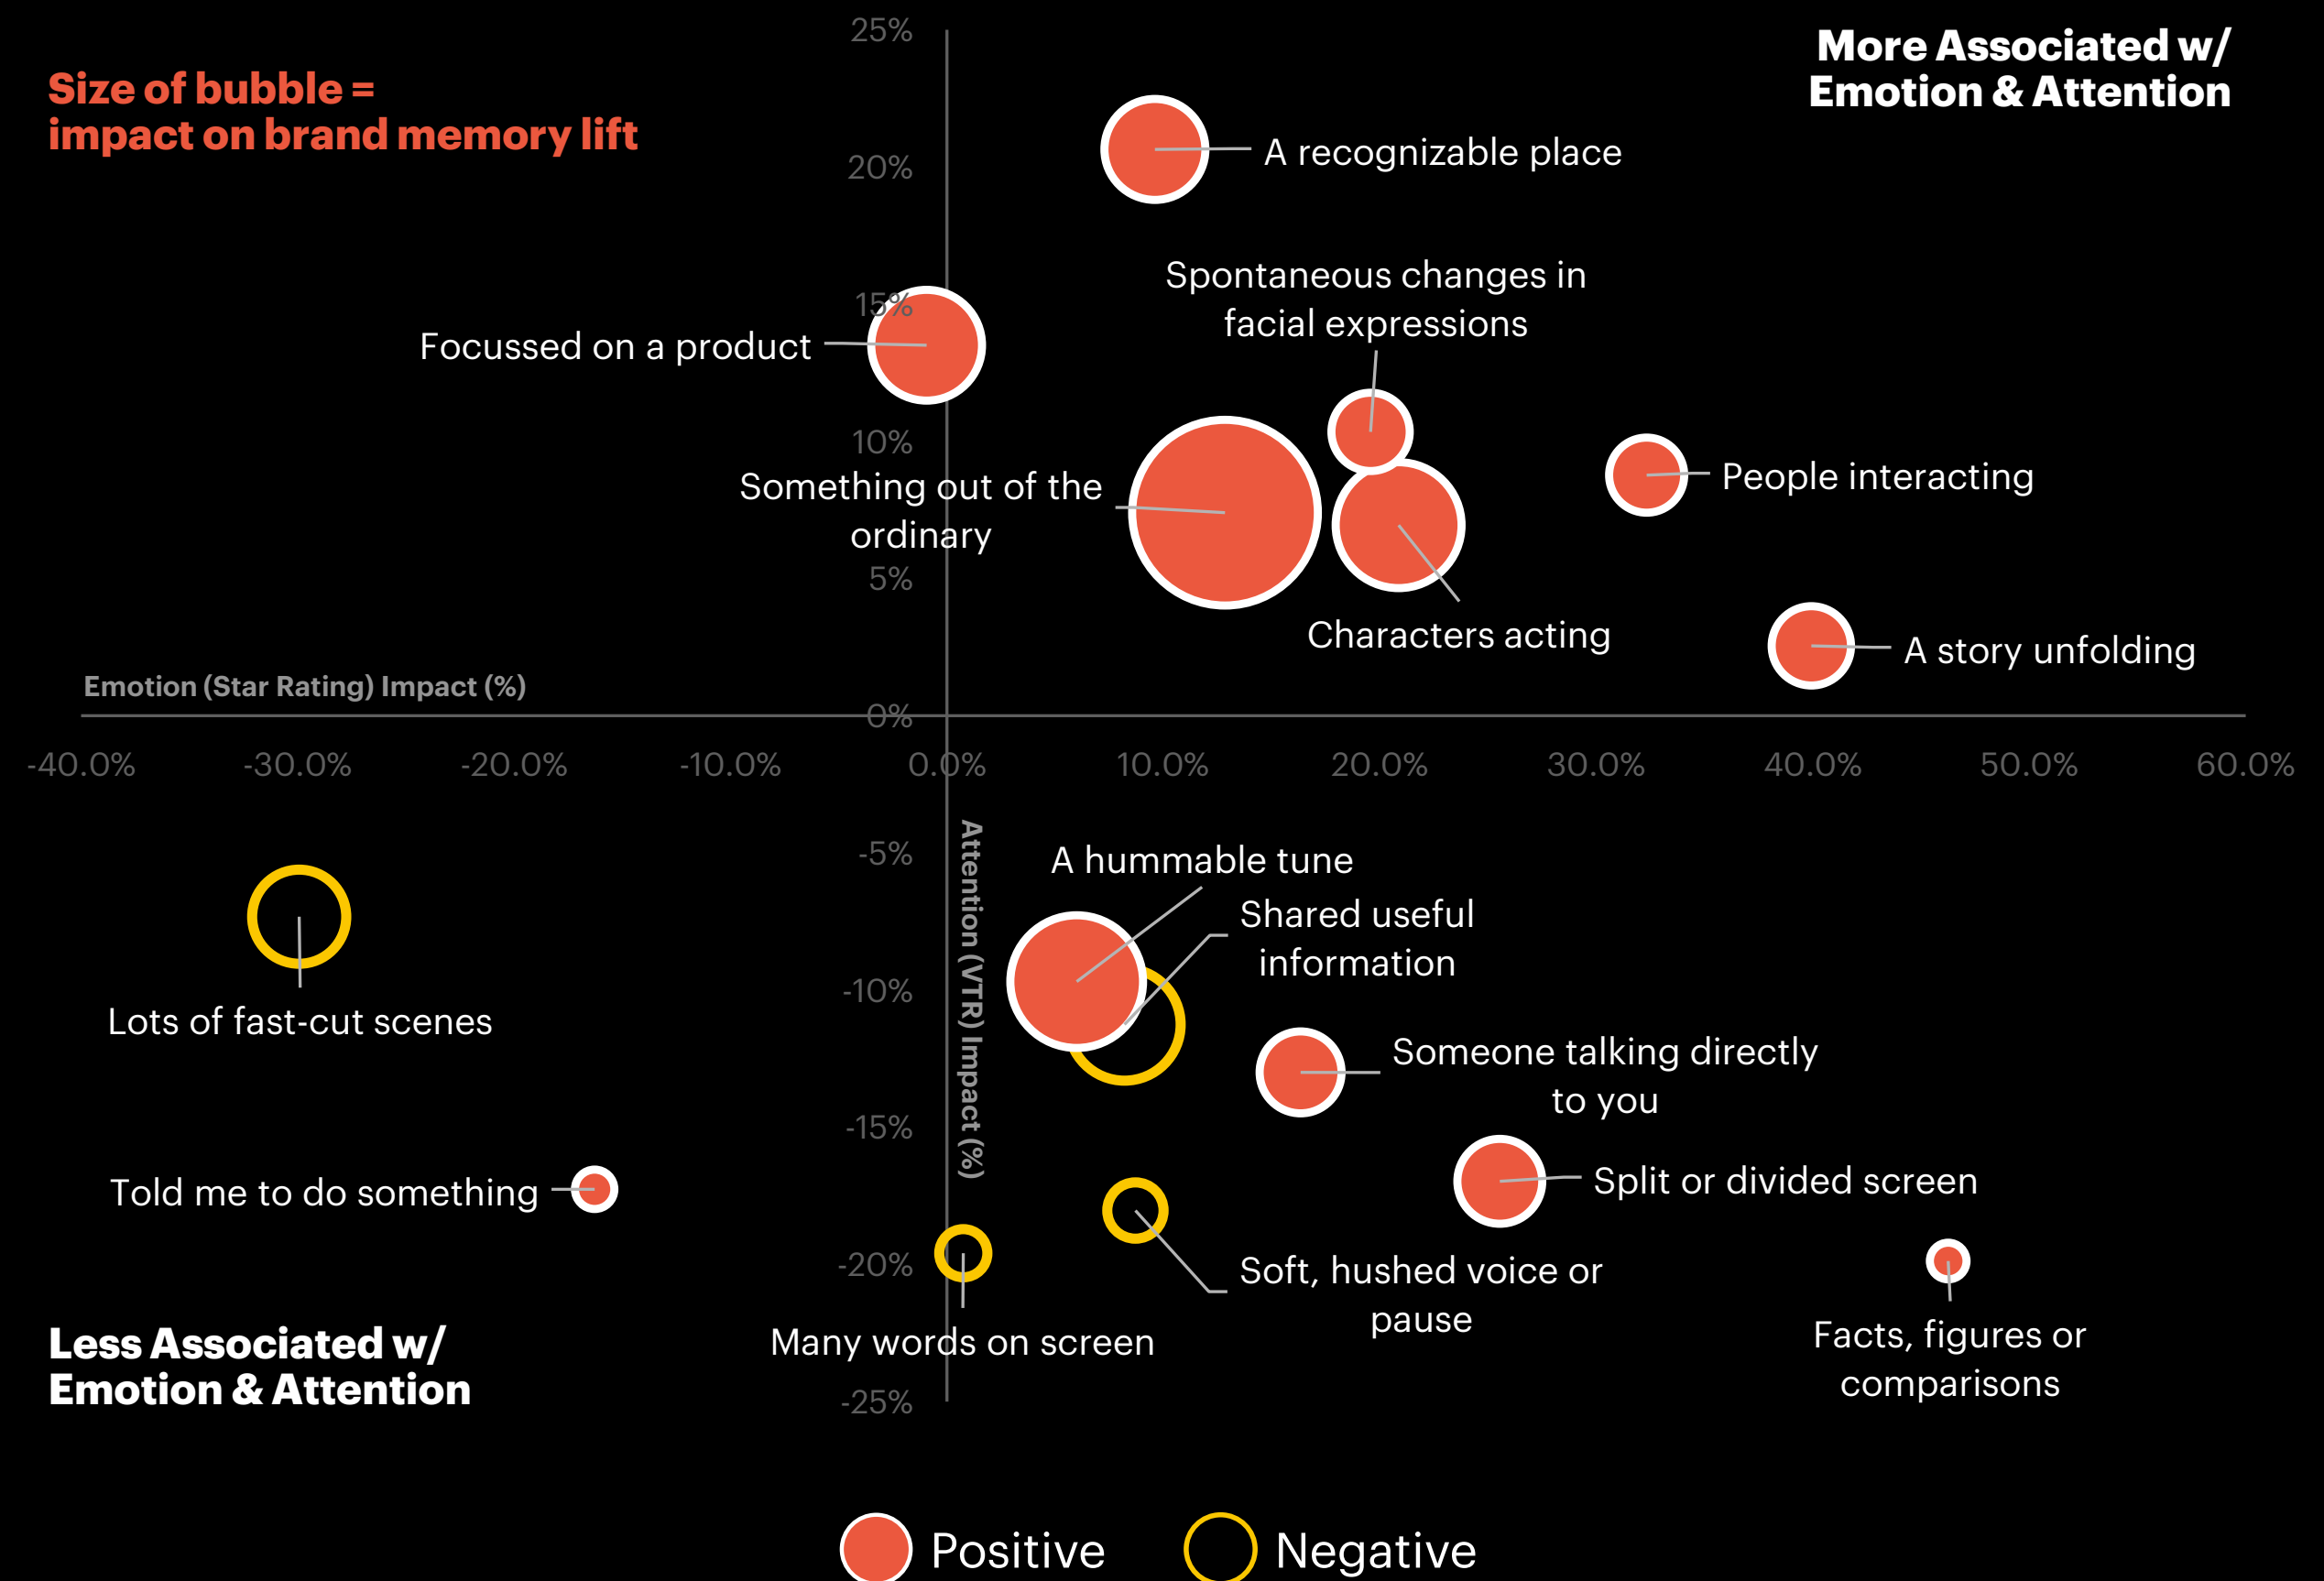 25%
More Associated w/
Emotion & Attention
Size of bubble =
impact on brand memory lift
A recognizable place
20%
Spontaneous changes in
facial expressions
15%
Focussed on a product
10%
Something out of the
ordinary
People interacting
5%
Characters acting
A story unfolding
Emotion (Star Rating) Impact (%)
0%
-40.0% -30.0% -20.0% -10.0% 0.0% 10.0% 20.0% 30.0% 40.0% 50.0% 60.0%
Attention (VTR) Impact (%)
-5%
A hummable tune
Shared useful
information
-10%
Lots of fast-cut scenes
Someone talking directly
to you
-15%
Told me to do something
Split or divided screen
-20%
Soft, hushed voice or
pause
Many words on screen
Facts, figures or
comparisons
Less Associated w/
Emotion & Attention
-25%
Positive Negative